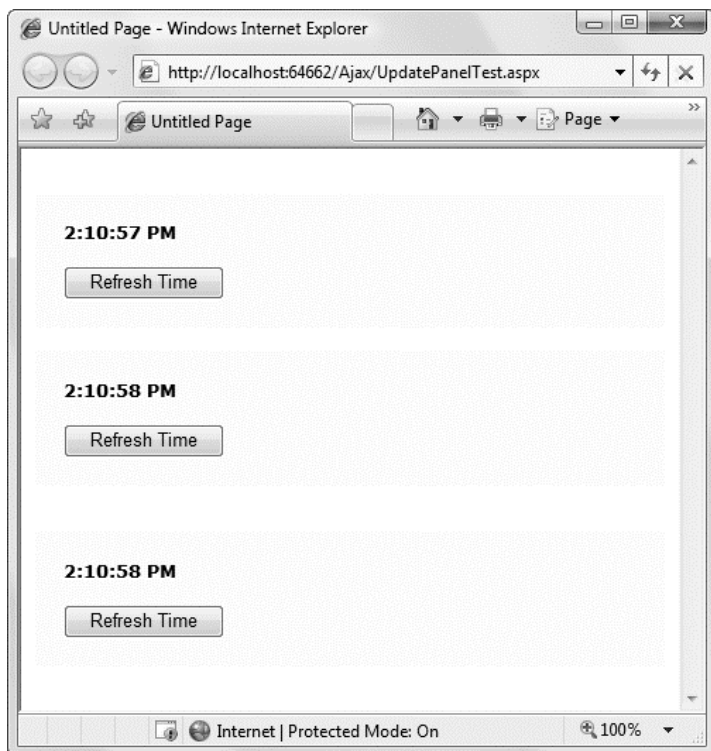 Untitled Page - Windows Internet Explorer
http://localhost:64662/Ajax/UpdatePanelTest.aspx
Untitled Page
Page
2:10:57 PM
Refresh Time
2:10:58 PM
Refresh Time
2:10:58 PM
Refresh Time
Internet | Protected Mode: On 100%